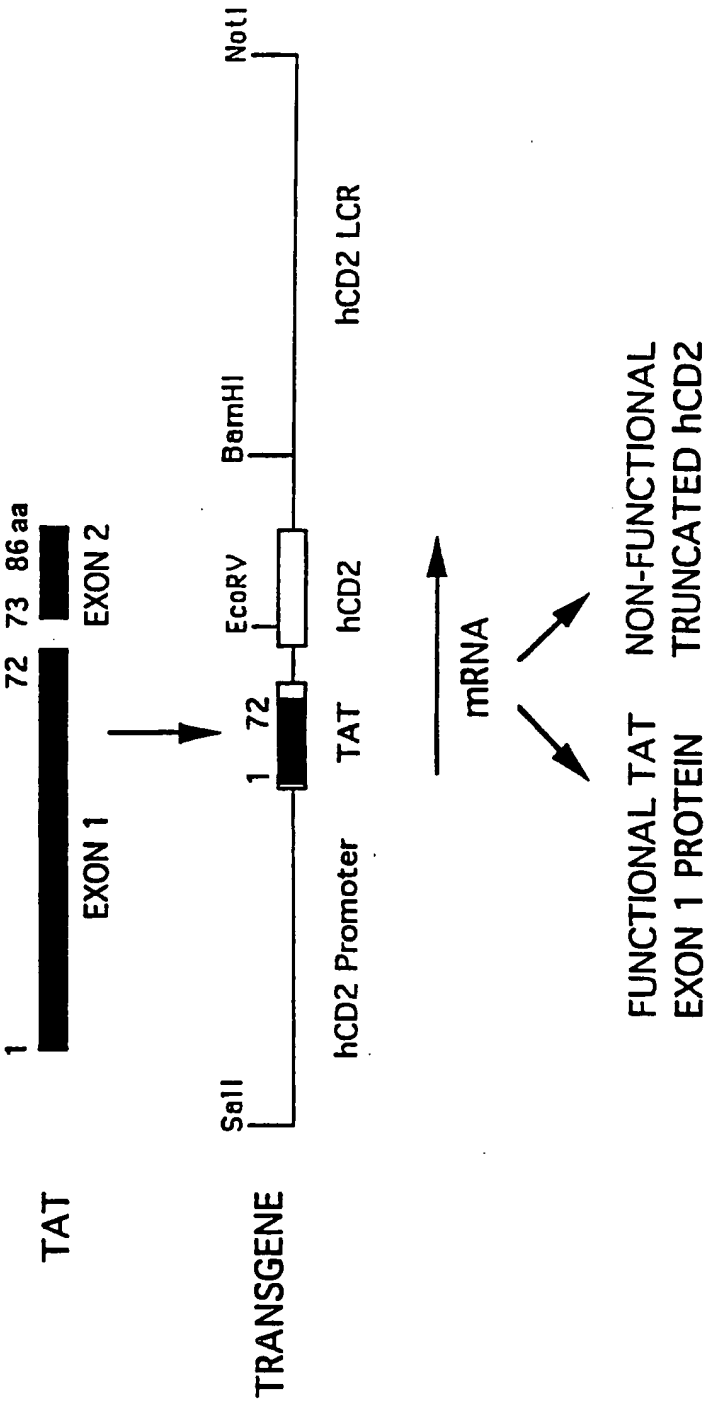 TAT
1 72 73 86 aa
EXON 1 EXON 2
TRANSGENE
SalI EcoRV BamHI NotI
1 72
hCD2 Promoter TAT hCD2 hCD2 LCR
mRNA
FUNCTIONAL TAT
EXON 1 PROTEIN
NON-FUNCTIONAL
TRUNCATED hCD2